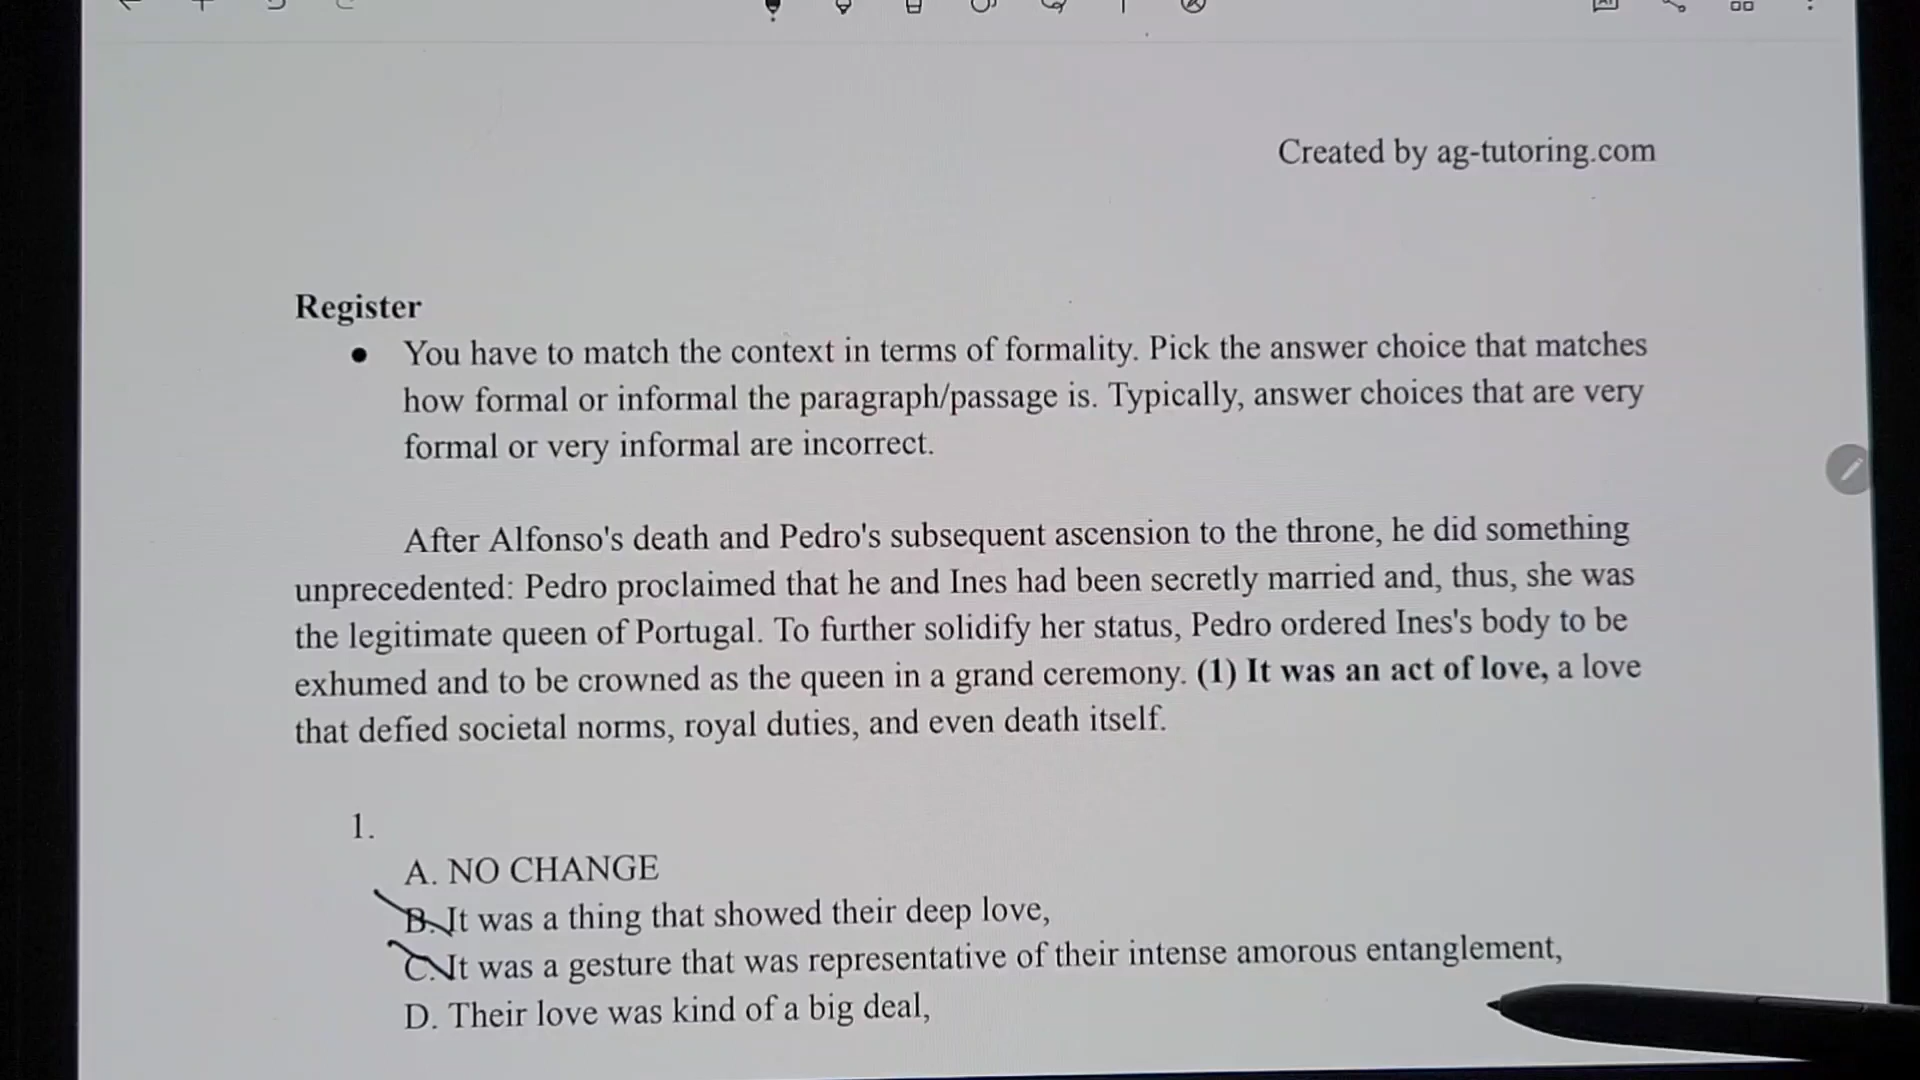 Created by ag-tutoring.com
Register
● You have to match the context in terms of formality. Pick the answer choice that matches
how formal or informal the paragraph/passage is. Typically, answer choices that are very
formal or very informal are incorrect.
After Alfonso's death and Pedro's subsequent ascension to the throne, he did something
unprecedented: Pedro proclaimed that he and Ines had been secretly married and, thus, she was
the legitimate queen of Portugal. To further solidify her status, Pedro ordered Ines's body to be
exhumed and to be crowned as the queen in a grand ceremony. (1) It was an act of love, a love
that defied societal norms, royal duties, and even death itself.
1.
A. NO CHANGE
B. It was a thing that showed their deep love,
C. It was a gesture that was representative of their intense amorous entanglement,
D. Their love was kind of a big deal,